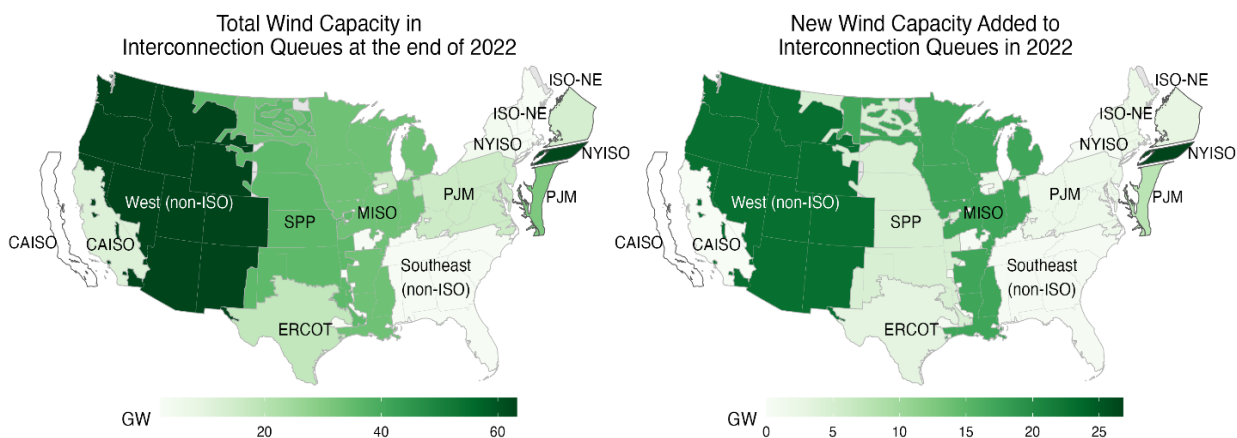 Total Wind Capacity in
Interconnection Queues at the end of 2022
ISO-NE
ISO-NE
NYISO
NYISO
West (non-ISO)
PJM
PJM
SPP
MISO
CAISO
CAISO
Southeast
(non-ISO)
ERCOT
GW
20
40
60
New Wind Capacity Added to
Interconnection Queues in 2022
ISO-NE
ISO-NE
NYISO
NYISO
West (non-ISO)
PJM
PJM
SPP
MISO
CAISO
CAISO
Southeast
(non-ISO)
ERCOT
GW
0
5
10
15
20
25